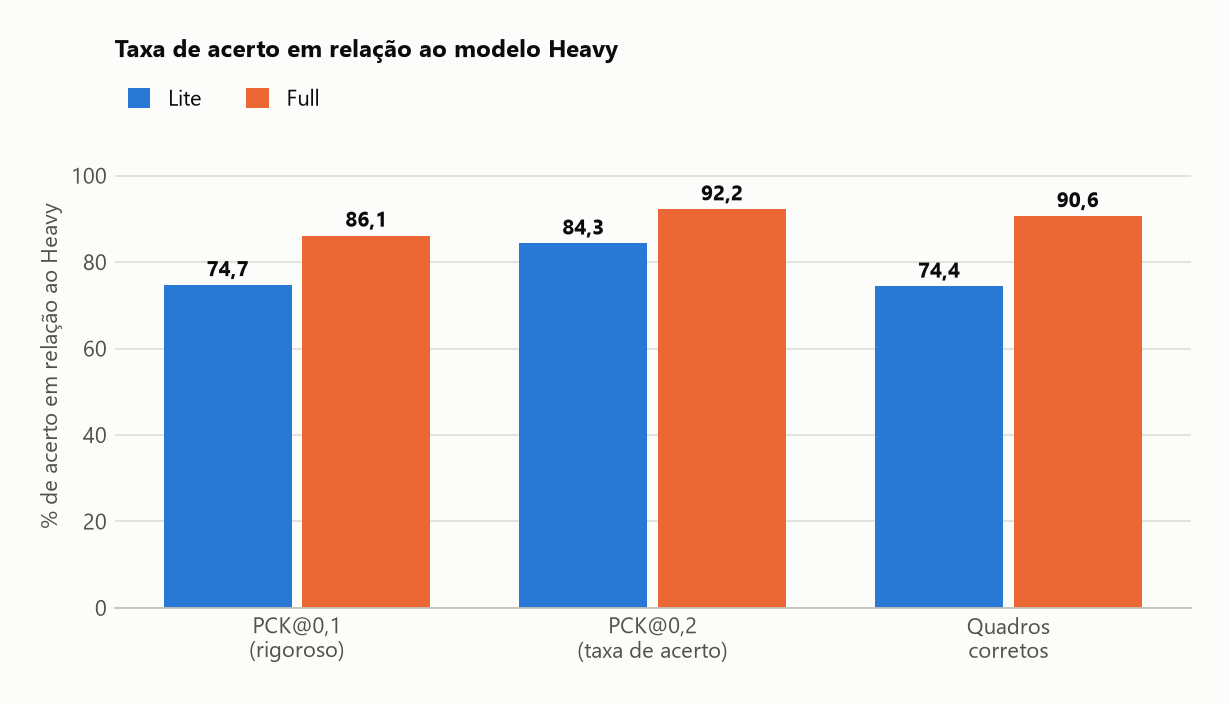 Taxa de acerto em relação ao modelo Heavy
Lite Full
% de acerto em relação ao Heavy
100
80
60
40
20
0
74,7
86,1
84,3
92,2
74,4
90,6
PCK@0,1
(rigoroso)
PCK@0,2
(taxa de acerto)
Quadros
corretos